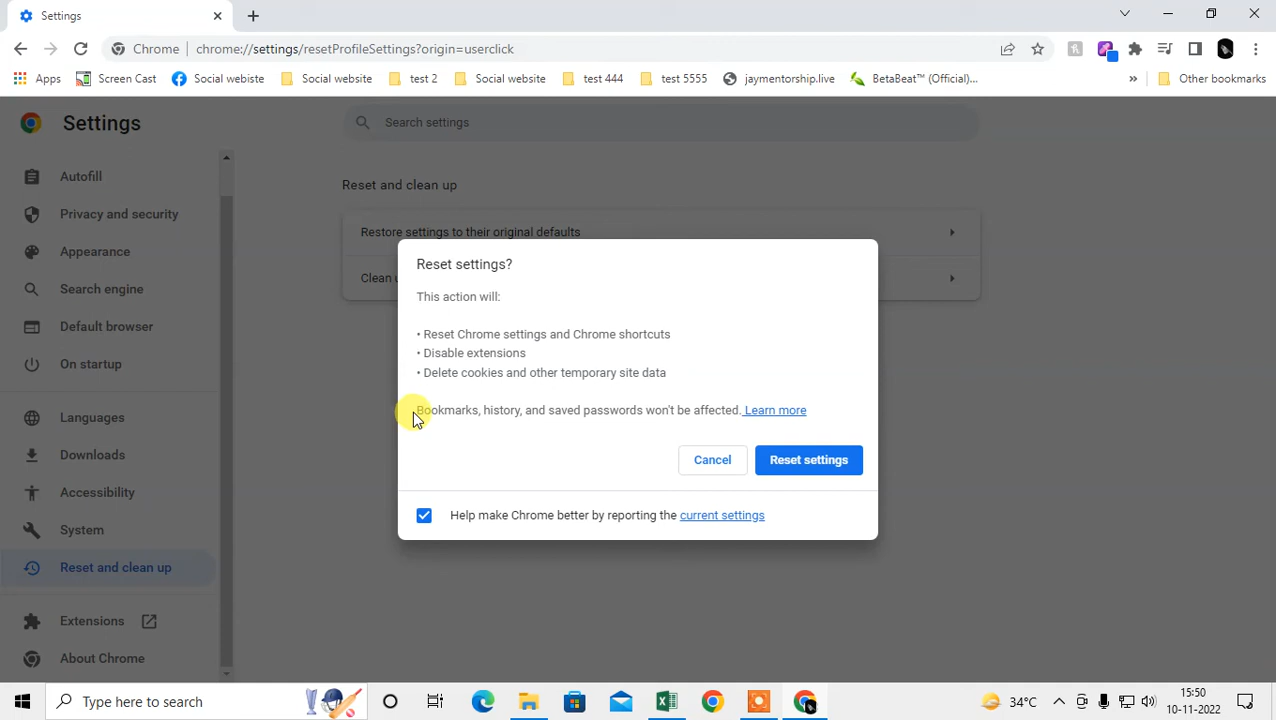 Settings
Chrome chrome://settings/resetProfileSettings?origin=userclick
Apps Screen Cast Social webiste Social website test 2 Social website test 444 test 5555 jaymentorship.live BetaBeat™ (Official)... » Other bookmarks
Settings
Search settings
Autofill
Privacy and security
Appearance
Search engine
Default browser
On startup
Languages
Downloads
Accessibility
System
Reset and clean up
Extensions
About Chrome
Reset and clean up
Restore settings to their original defaults
Clean u
Reset settings?
This action will:
• Reset Chrome settings and Chrome shortcuts
• Disable extensions
• Delete cookies and other temporary site data
Bookmarks, history, and saved passwords won't be affected. Learn more
Cancel Reset settings
Help make Chrome better by reporting the current settings
Type here to search
34°C
15:50
10-11-2022